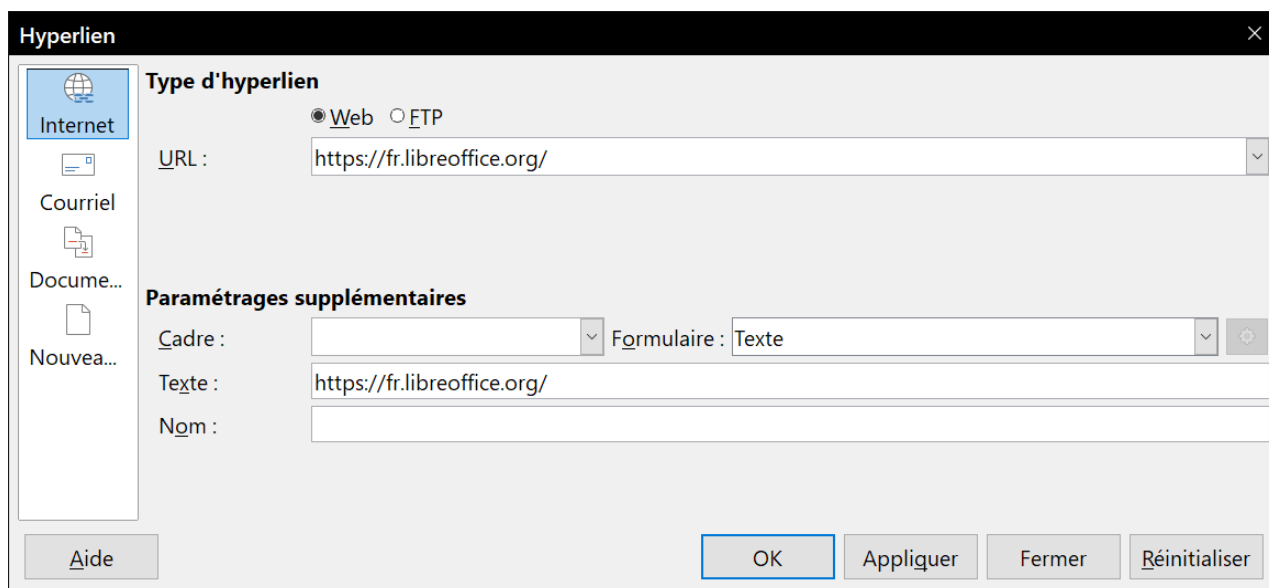 Hyperlien
Internet
Courriel
Docume...
Nouvea...
Type d'hyperlien
Web FTP
URL : https://fr.libreoffice.org/
Paramétrages supplémentaires
Cadre : Formulaire : Texte
Texte : https://fr.libreoffice.org/
Nom :
Aide OK Appliquer Fermer Réinitialiser